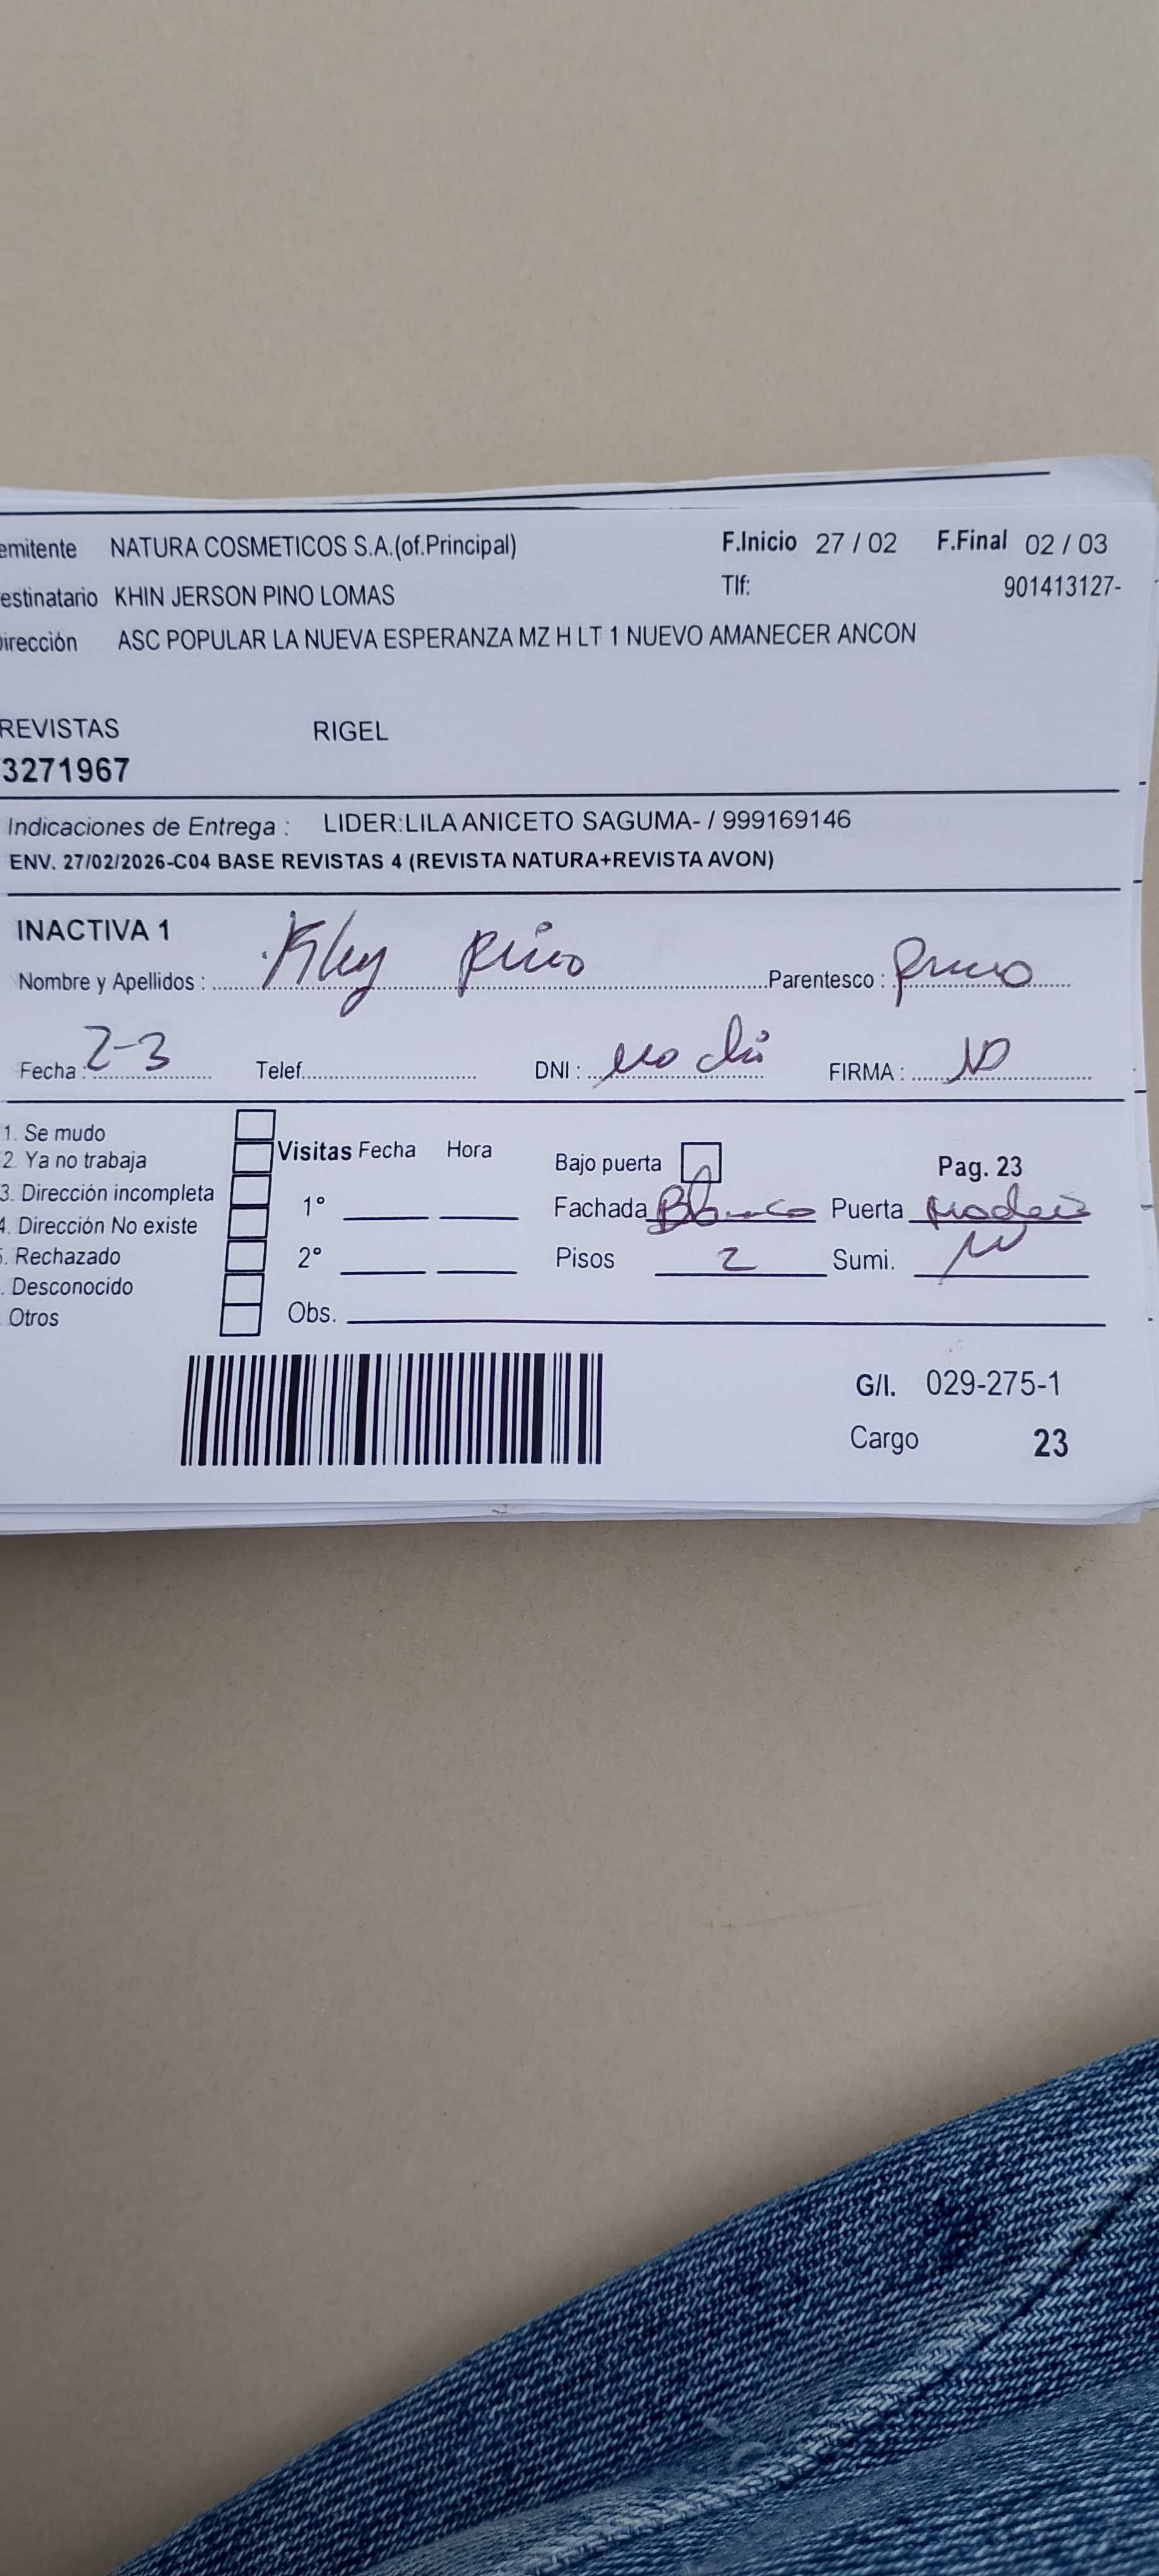 emitente NATURA COSMETICOS S.A.(of.Principal) F.Inicio 27 / 02 F.Final 02 / 03
estinatario KHIN JERSON PINO LOMAS Tlf: 901413127-
irección ASC POPULAR LA NUEVA ESPERANZA MZ H LT 1 NUEVO AMANECER ANCON
REVISTAS RIGEL
3271967
Indicaciones de Entrega : LIDER:LILA ANICETO SAGUMA- / 999169146
ENV. 27/02/2026-C04 BASE REVISTAS 4 (REVISTA NATURA+REVISTA AVON)
INACTIVA 1
Nombre y Apellidos : Pino Parentesco : Primo
Fecha : 2-3 Telef. DNI : no dio FIRMA :
1. Se mudo
2. Ya no trabaja Visitas Fecha Hora Bajo puerta Pag. 23
3. Dirección incompleta 1° Fachada Blanco Puerta Madera
4. Dirección No existe
. Rechazado 2° Pisos 2 Sumi.
. Desconocido
Otros Obs.
G/I. 029-275-1
Cargo 23